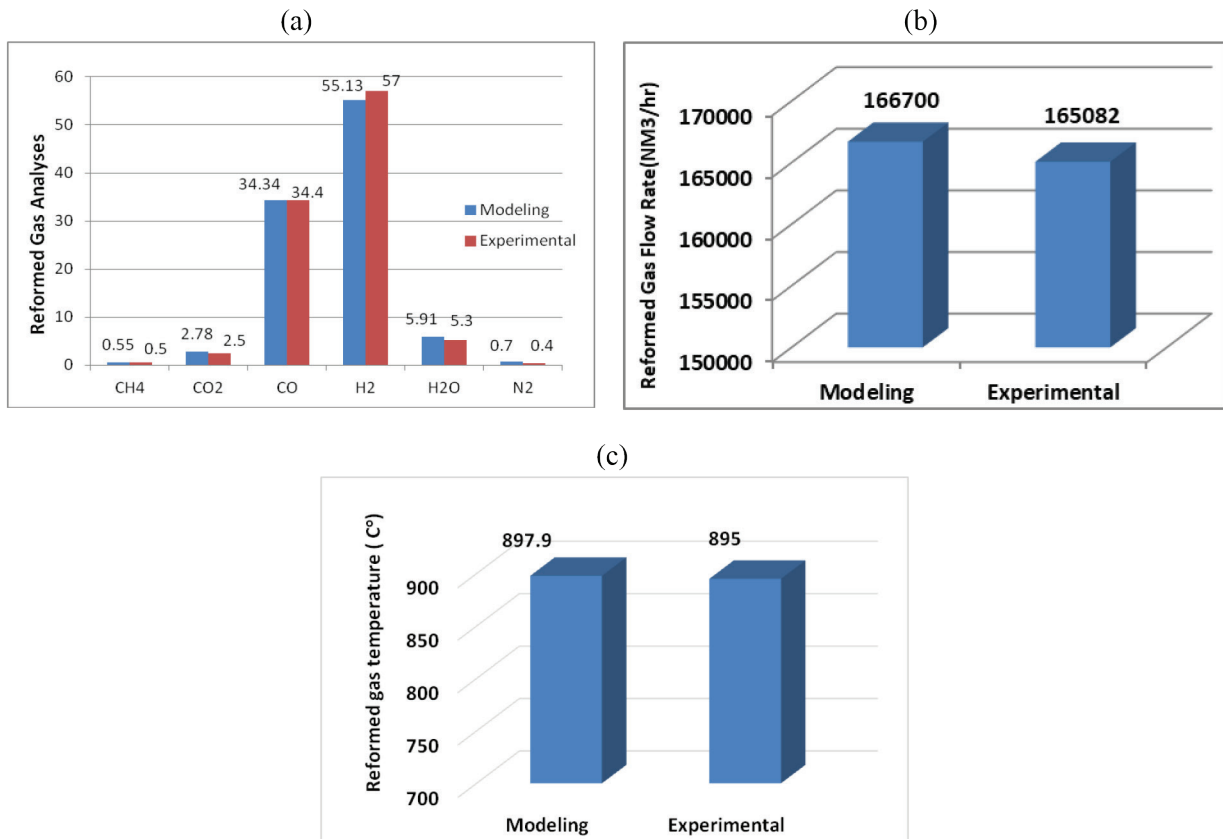 (a)
Reformed Gas Analyses
60
50
40
30
20
10
0
0.55 0.5
2.78 2.5
34.34 34.4
55.13 57
5.91 5.3
0.7 0.4
CH4 CO2 CO H2 H2O N2
Modeling
Experimental
(b)
Reformed Gas Flow Rate(NM3/hr)
170000
165000
160000
155000
150000
166700
165082
Modeling Experimental
(c)
Reformed gas temperature ( C°)
900
850
800
750
700
897.9
895
Modeling Experimental